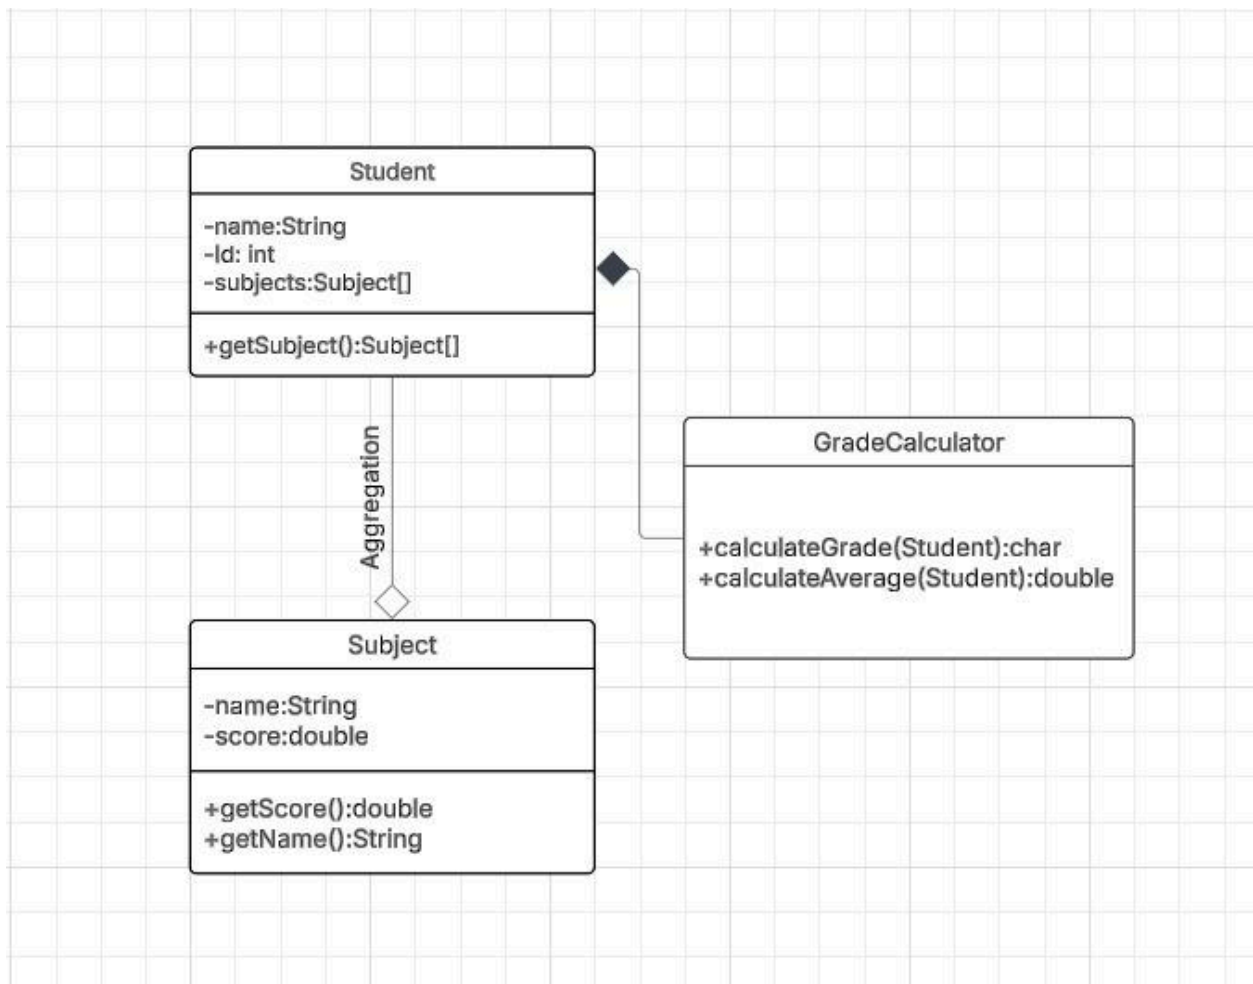 Student
-name:String
-Id: int
-subjects:Subject[]
+getSubject():Subject[]
Aggregation
GradeCalculator
+calculateGrade(Student):char
+calculateAverage(Student):double
Subject
-name:String
-score:double
+getScore():double
+getName():String